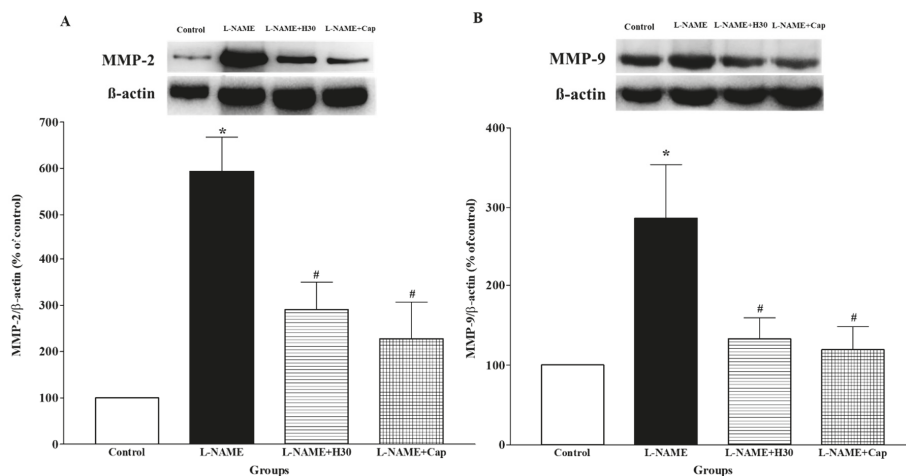 A
Control L-NAME L-NAME+H30 L-NAME+Cap
MMP-2
ß-actin
MMP-2/β-actin (% of control)
700
600
500
400
300
200
100
0
*
#
#
Control L-NAME L-NAME+H30 L-NAME+Cap
Groups
B
Control L-NAME L-NAME+H30 L-NAME+Cap
MMP-9
ß-actin
MMP-9/β-actin (% of control)
400
300
200
100
0
*
#
#
Control L-NAME L-NAME+H30 L-NAME+Cap
Groups